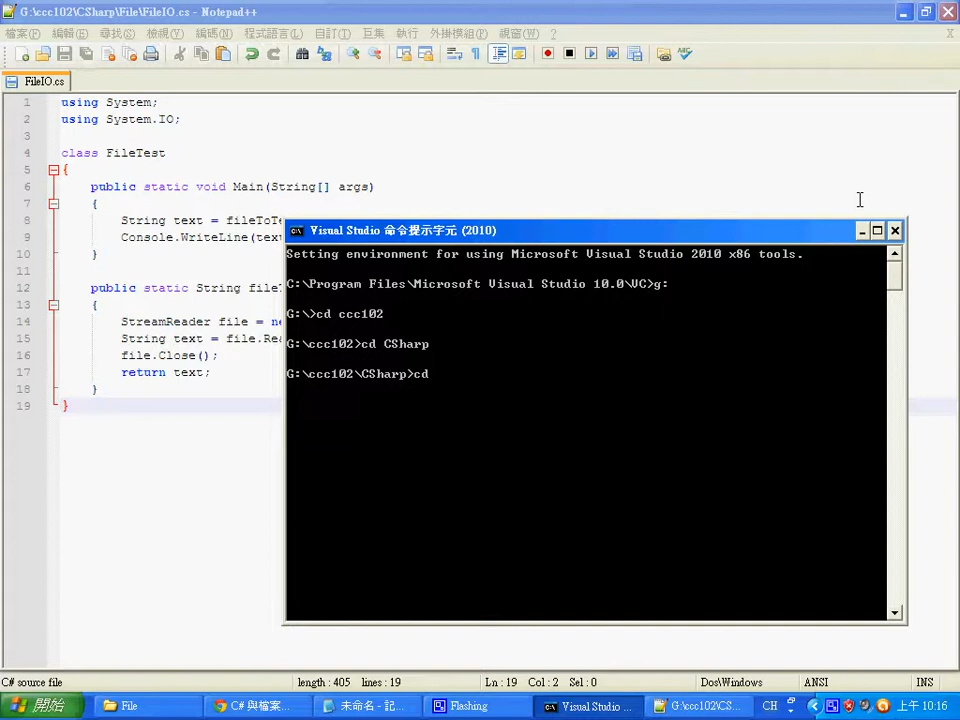 G:\ccc102\CSharp\File\FileIO.cs - Notepad++
檔案(F) 編輯(E) 尋找(S) 檢視(V) 編碼(N) 程式語言(L) 自訂(T) 巨集 執行 外掛模組(P) 視窗(W) ?
X
FileIO.cs
1 using System;
2 using System.IO;
3
4 class FileTest
5 {
6 public static void Main(String[] args)
7 {
8 String text = fileToTe
9 Console.WriteLine(text
10 }
11
12 public static String fileT
13 {
14 StreamReader file = ne
15 String text = file.Rea
16 file.Close();
17 return text;
18 }
19 }
Visual Studio 命令提示字元 (2010)
Setting environment for using Microsoft Visual Studio 2010 x86 tools.
C:\Program Files\Microsoft Visual Studio 10.0\VC>g:
G:\>cd ccc102
G:\ccc102>cd CSharp
G:\ccc102\CSharp>cd
C# source file length : 405 lines : 19 Ln : 19 Col : 2 Sel : 0 Dos\Windows ANSI INS
開始 File C# 與檔案... 未命名 - 記... Flashing Visual Studio ... G:\ccc102\CS... CH 上午 10:16